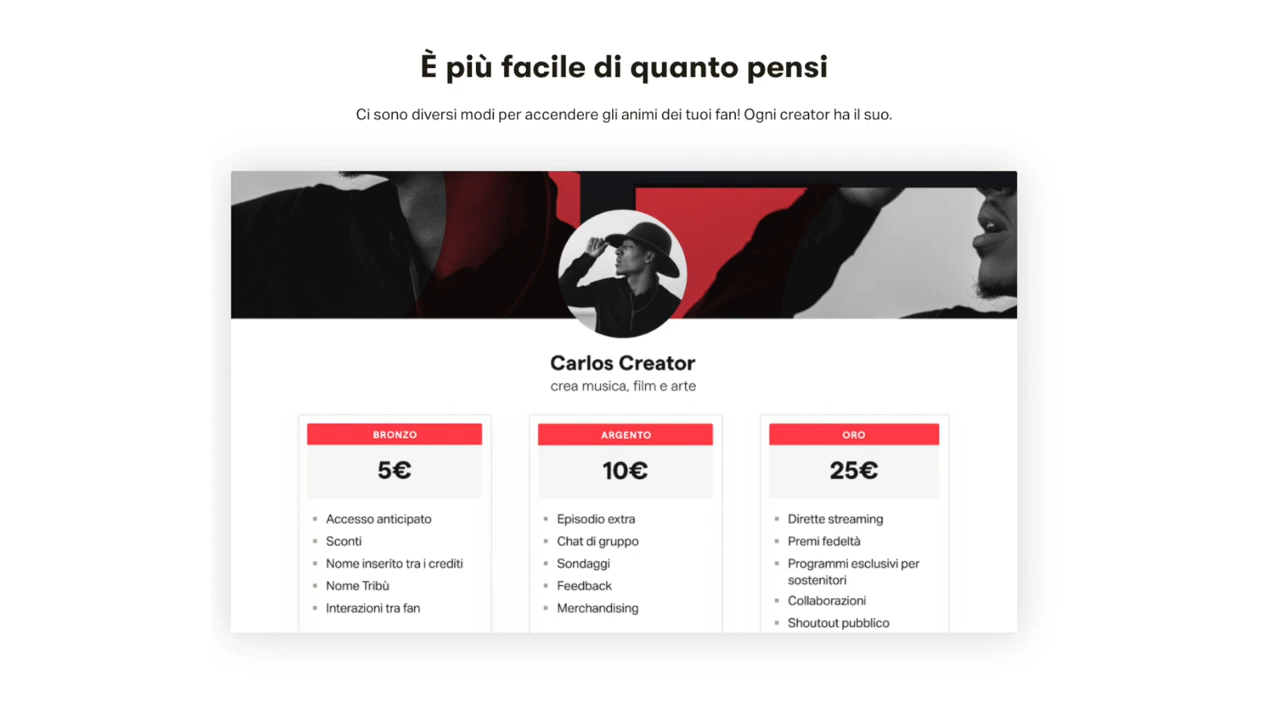 È più facile di quanto pensi
Ci sono diversi modi per accendere gli animi dei tuoi fan! Ogni creator ha il suo.
Carlos Creator
crea musica, film e arte
BRONZO
5€
Accesso anticipato
Sconti
Nome inserito tra i crediti
Nome Tribù
Interazioni tra fan
ARGENTO
10€
Episodio extra
Chat di gruppo
Sondaggi
Feedback
Merchandising
ORO
25€
Dirette streaming
Premi fedeltà
Programmi esclusivi per
sostenitori
Collaborazioni
Shoutout pubblico